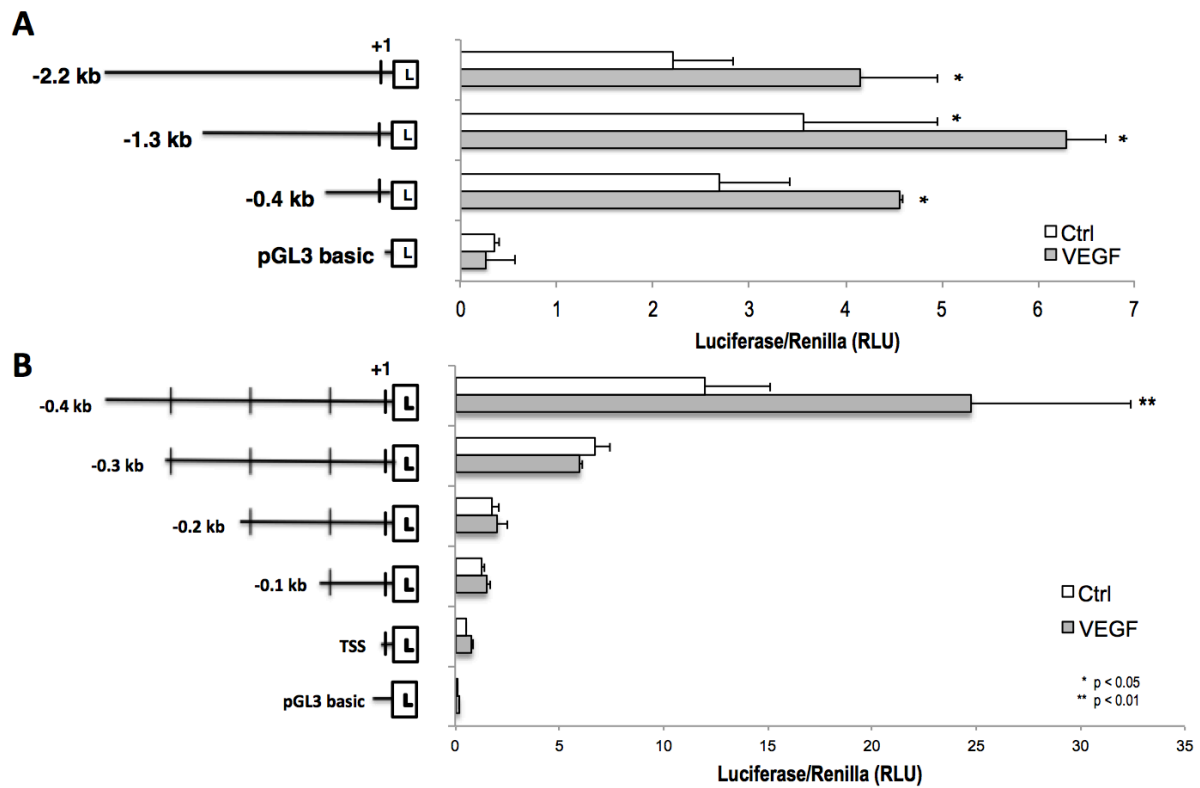 A
+1
-2.2 kb
L
*
-1.3 kb
L
*
*
-0.4 kb
L
*
pGL3 basic
L
Ctrl
VEGF
0 1 2 3 4 5 6 7
Luciferase/Renilla (RLU)
B
+1
-0.4 kb
L
**
-0.3 kb
L
-0.2 kb
L
-0.1 kb
L
Ctrl
VEGF
TSS
L
pGL3 basic
L
* p < 0.05
** p < 0.01
0 5 10 15 20 25 30 35
Luciferase/Renilla (RLU)